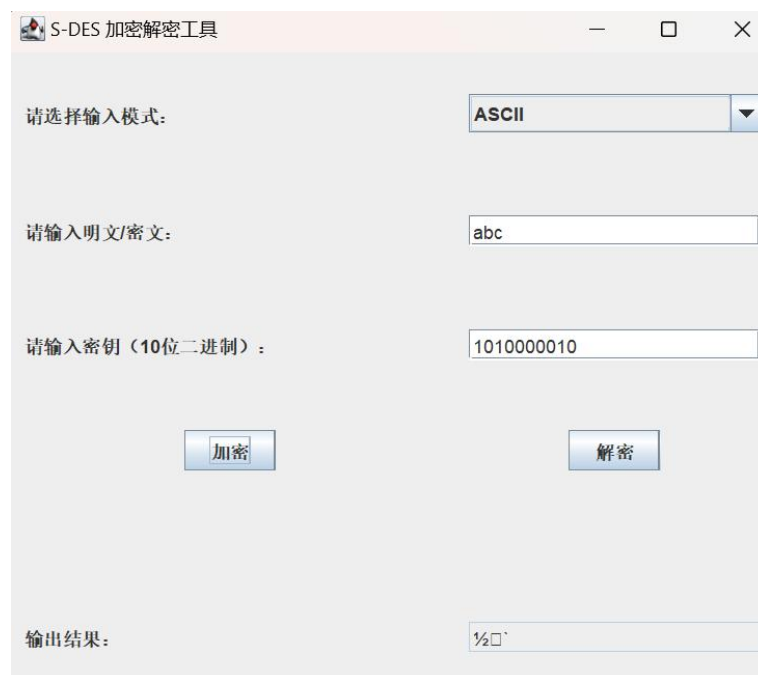 S-DES 加密解密工具
请选择输入模式: ASCII
请输入明文/密文: abc
请输入密钥（10位二进制）: 1010000010
加密 解密
输出结果: ½□`